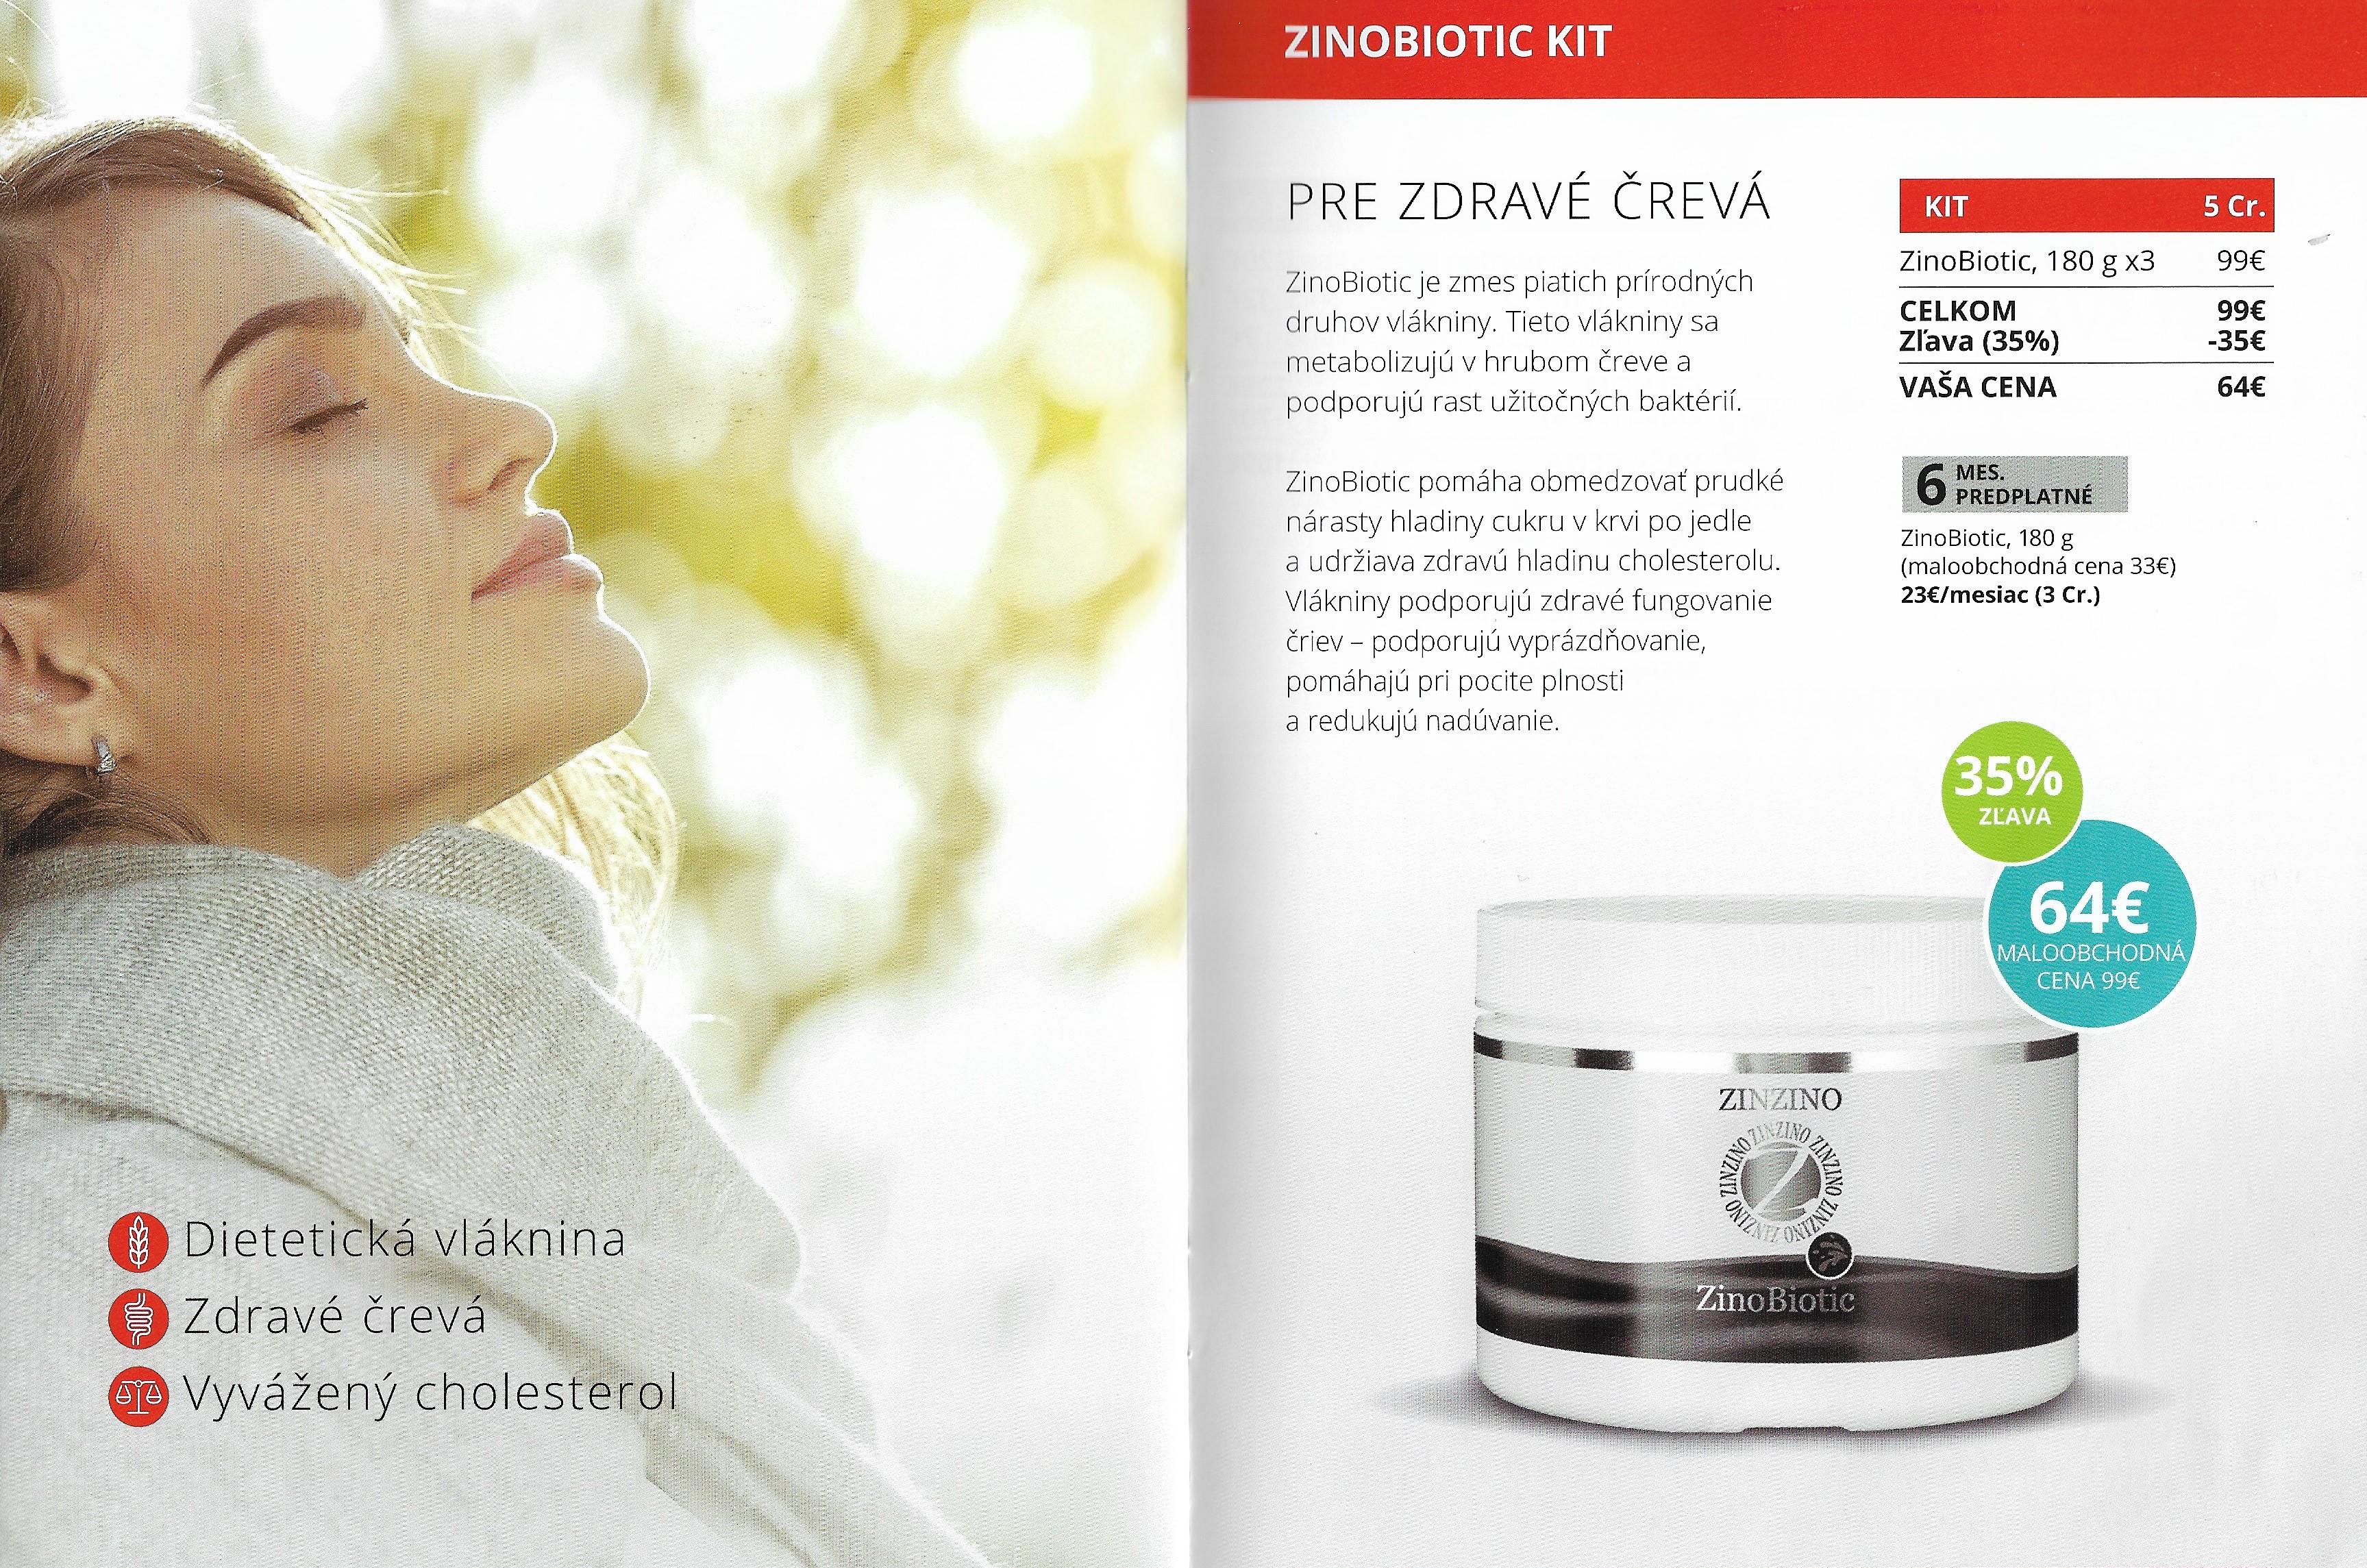 Dietetická vláknina
Zdravé črevá
Vyvážený cholesterol
ZINOBIOTIC KIT
PRE ZDRAVÉ ČREVÁ
ZinoBiotic je zmes piatich prírodných
druhov vlákniny. Tieto vlákniny sa
metabolizujú v hrubom čreve a
podporujú rast užitočných baktérií.
ZinoBiotic pomáha obmedzovať prudké
nárasty hladiny cukru v krvi po jedle
a udržiava zdravú hladinu cholesterolu.
Vlákniny podporujú zdravé fungovanie
čriev – podporujú vyprázdňovanie,
pomáhajú pri pocite plnosti
a redukujú nadúvanie.
KIT 5 Cr.
ZinoBiotic, 180 g x3 99€
CELKOM 99€
Zľava (35%) -35€
VAŠA CENA 64€
6 MES.
PREDPLATNÉ
ZinoBiotic, 180 g
(maloobchodná cena 33€)
23€/mesiac (3 Cr.)
35%
ZĽAVA
64€
MALOOBCHODNÁ
CENA 99€
ZINZINO
ZINZINO ZINZINO ZINZINO ZINZINO ZINZINO
Z
ZinoBiotic